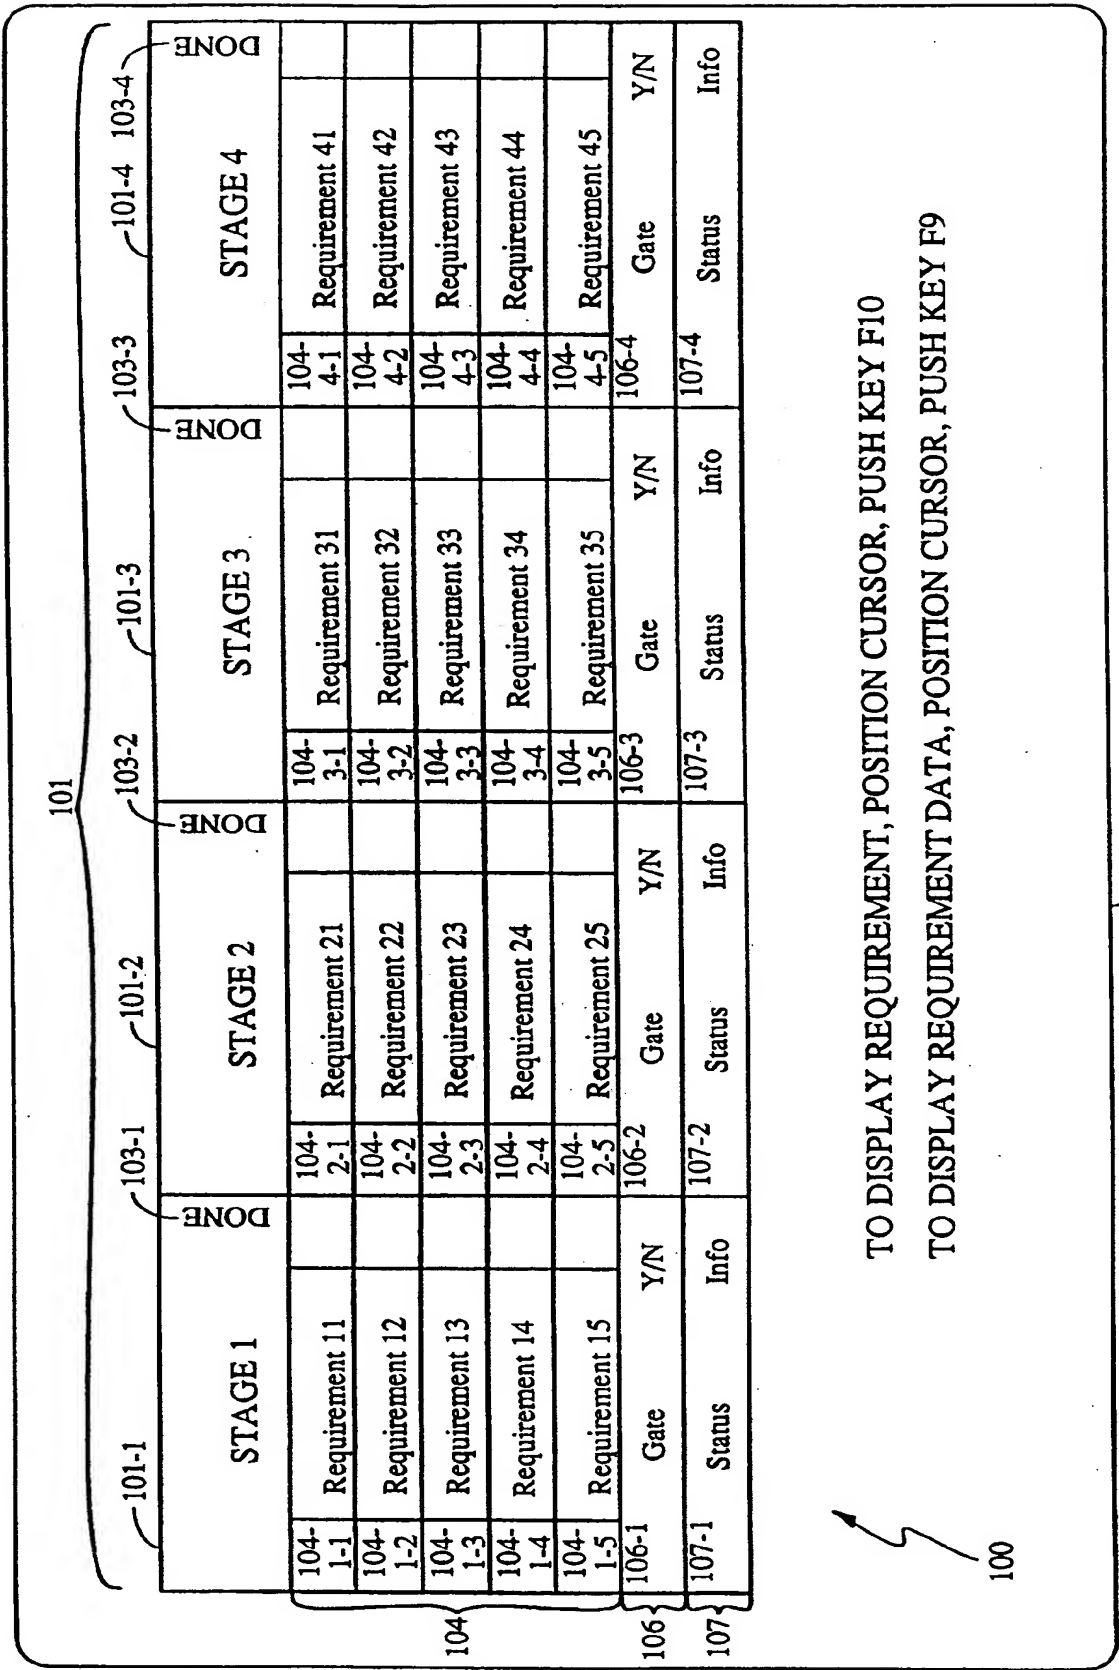 101
101-1 103-1 101-2 103-2 101-3 103-3 101-4 103-4
STAGE 1 DONE STAGE 2 DONE STAGE 3 DONE STAGE 4 DONE
104-1-1 Requirement 11 104-2-1 Requirement 21 104-3-1 Requirement 31 104-4-1 Requirement 41
104-1-2 Requirement 12 104-2-2 Requirement 22 104-3-2 Requirement 32 104-4-2 Requirement 42
104-1-3 Requirement 13 104-2-3 Requirement 23 104-3-3 Requirement 33 104-4-3 Requirement 43
104 104-1-4 Requirement 14 104-2-4 Requirement 24 104-3-4 Requirement 34 104-4-4 Requirement 44
104-1-5 Requirement 15 104-2-5 Requirement 25 104-3-5 Requirement 35 104-4-5 Requirement 45
106 106-1 Gate Y/N 106-2 Gate Y/N 106-3 Gate Y/N 106-4 Gate Y/N
107 107-1 Status Info 107-2 Status Info 107-3 Status Info 107-4 Status Info
TO DISPLAY REQUIREMENT, POSITION CURSOR, PUSH KEY F10
TO DISPLAY REQUIREMENT DATA, POSITION CURSOR, PUSH KEY F9
100